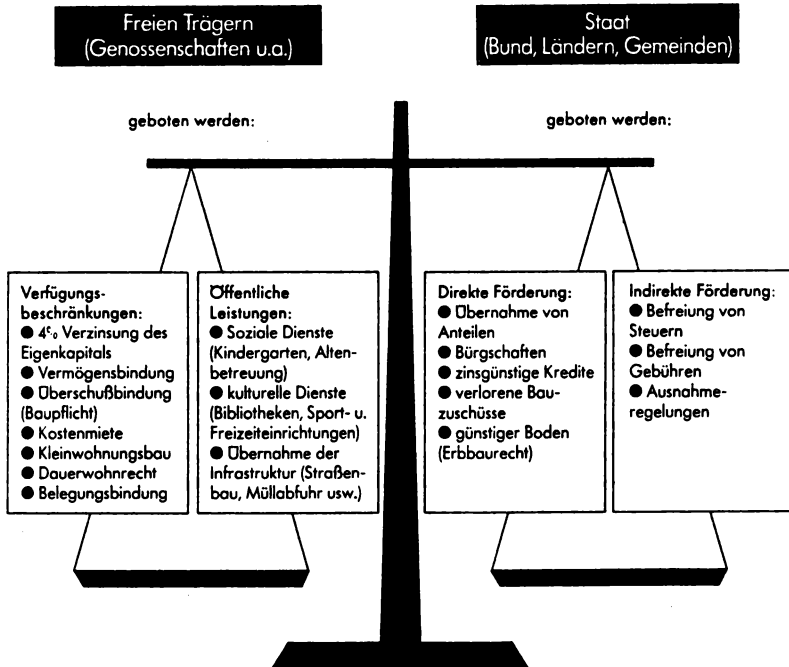 Freien Trägern
(Genossenschaften u.a.)
geboten werden:
Verfügungs-
beschränkungen:
● 4% Verzinsung des
Eigenkapitals
● Vermögensbindung
● Überschußbindung
(Baupflicht)
● Kostenmiete
● Kleinwohnungsbau
● Dauerwohnrecht
● Belegungsbindung
Öffentliche
Leistungen:
● Soziale Dienste
(Kindergarten, Alten-
betreuung)
● kulturelle Dienste
(Bibliotheken, Sport- u.
Freizeiteinrichtungen)
● Übernahme der
Infrastruktur (Straßen-
bau, Müllabfuhr usw.)
Staat
(Bund, Ländern, Gemeinden)
geboten werden:
Direkte Förderung:
● Übernahme von
Anteilen
● Bürgschaften
● zinsgünstige Kredite
● verlorene Bau-
zuschüsse
● günstiger Boden
(Erbbaurecht)
Indirekte Förderung:
● Befreiung von
Steuern
● Befreiung von
Gebühren
● Ausnahme-
regelungen